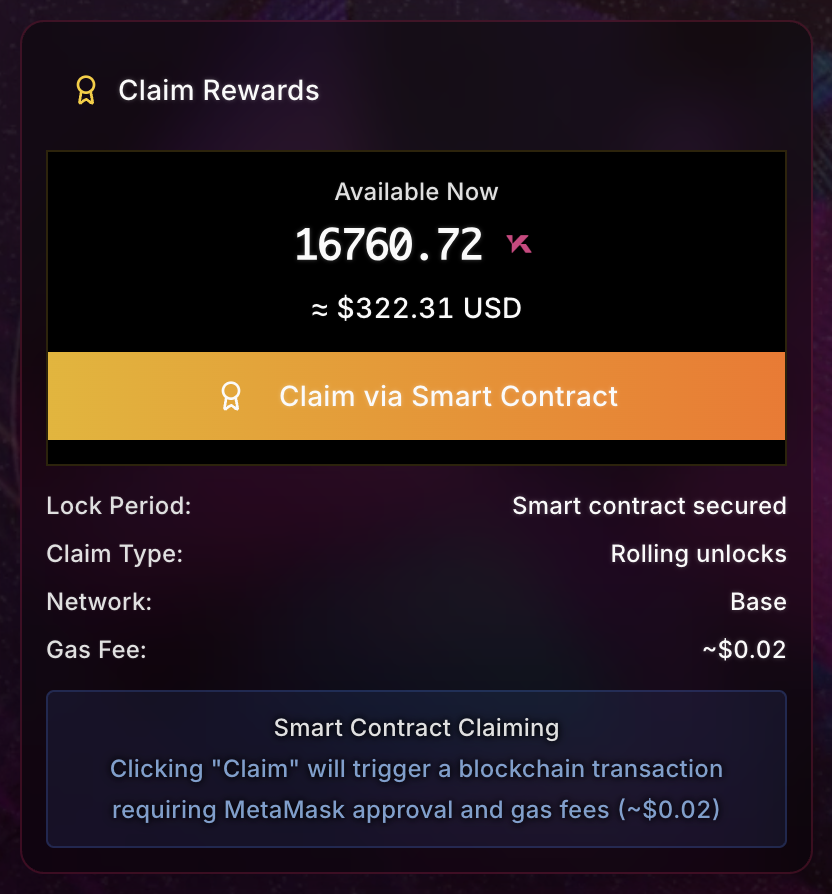 Claim Rewards
Available Now
16760.72
≈ $322.31 USD
Claim via Smart Contract
Lock Period: Smart contract secured
Claim Type: Rolling unlocks
Network: Base
Gas Fee: ~$0.02
Smart Contract Claiming
Clicking "Claim" will trigger a blockchain transaction
requiring MetaMask approval and gas fees (~$0.02)